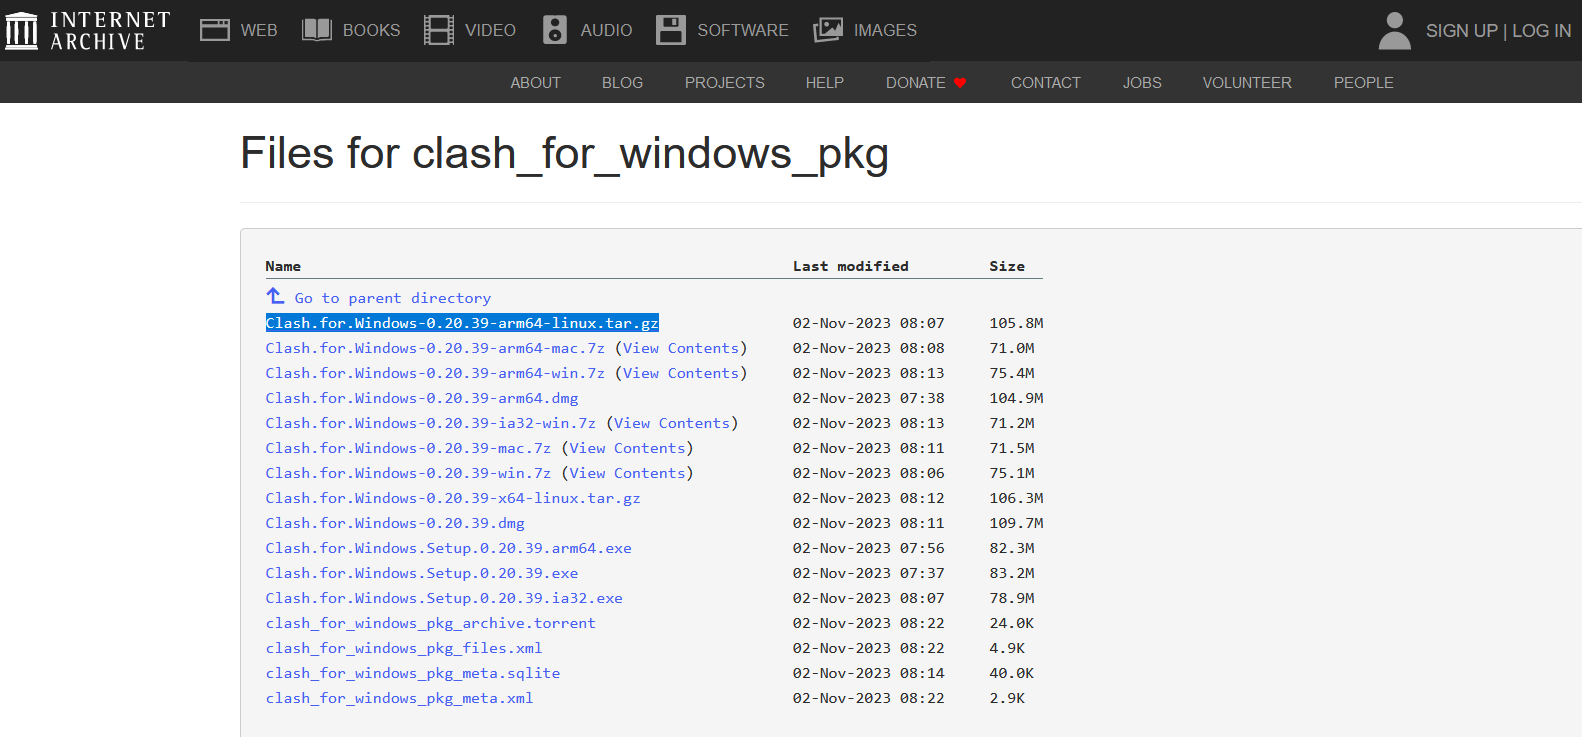 INTERNET ARCHIVE
WEB BOOKS VIDEO AUDIO SOFTWARE IMAGES SIGN UP | LOG IN
ABOUT BLOG PROJECTS HELP DONATE CONTACT JOBS VOLUNTEER PEOPLE
Files for clash_for_windows_pkg
Name Last modified Size
Go to parent directory
Clash.for.Windows-0.20.39-arm64-linux.tar.gz 02-Nov-2023 08:07 105.8M
Clash.for.Windows-0.20.39-arm64-mac.7z (View Contents) 02-Nov-2023 08:08 71.0M
Clash.for.Windows-0.20.39-arm64-win.7z (View Contents) 02-Nov-2023 08:13 75.4M
Clash.for.Windows-0.20.39-arm64.dmg 02-Nov-2023 07:38 104.9M
Clash.for.Windows-0.20.39-ia32-win.7z (View Contents) 02-Nov-2023 08:13 71.2M
Clash.for.Windows-0.20.39-mac.7z (View Contents) 02-Nov-2023 08:11 71.5M
Clash.for.Windows-0.20.39-win.7z (View Contents) 02-Nov-2023 08:06 75.1M
Clash.for.Windows-0.20.39-x64-linux.tar.gz 02-Nov-2023 08:12 106.3M
Clash.for.Windows-0.20.39.dmg 02-Nov-2023 08:11 109.7M
Clash.for.Windows.Setup.0.20.39.arm64.exe 02-Nov-2023 07:56 82.3M
Clash.for.Windows.Setup.0.20.39.exe 02-Nov-2023 07:37 83.2M
Clash.for.Windows.Setup.0.20.39.ia32.exe 02-Nov-2023 08:07 78.9M
clash_for_windows_pkg_archive.torrent 02-Nov-2023 08:22 24.0K
clash_for_windows_pkg_files.xml 02-Nov-2023 08:22 4.9K
clash_for_windows_pkg_meta.sqlite 02-Nov-2023 08:14 40.0K
clash_for_windows_pkg_meta.xml 02-Nov-2023 08:22 2.9K